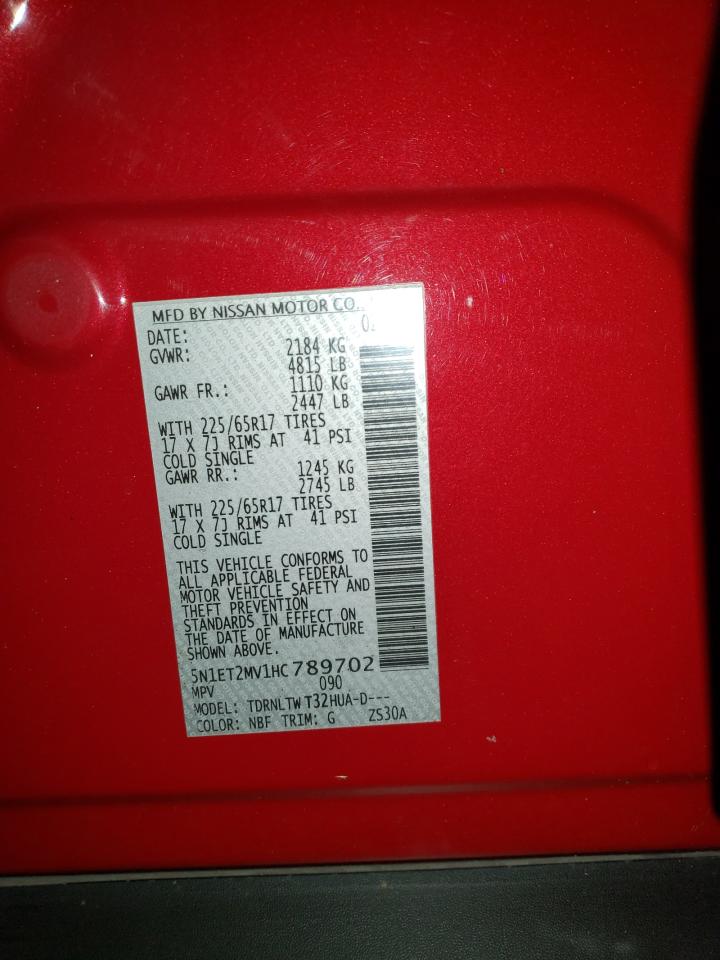 MFD BY NISSAN MOTOR CO.,
DATE:
GVWR: 2184 KG
4815 LB
GAWR FR.: 1110 KG
2447 LB
WITH 225/65R17 TIRES
17 X 7J RIMS AT 41 PSI
COLD SINGLE
GAWR RR.: 1245 KG
2745 LB
WITH 225/65R17 TIRES
17 X 7J RIMS AT 41 PSI
COLD SINGLE
THIS VEHICLE CONFORMS TO
ALL APPLICABLE FEDERAL
MOTOR VEHICLE SAFETY AND
THEFT PREVENTION
STANDARDS IN EFFECT ON
THE DATE OF MANUFACTURE
SHOWN ABOVE.
5N1ET2MV1HC789702
MPV 090
MODEL: TDRNLTW T32HUA-D---
COLOR: NBF TRIM: G ZS30A